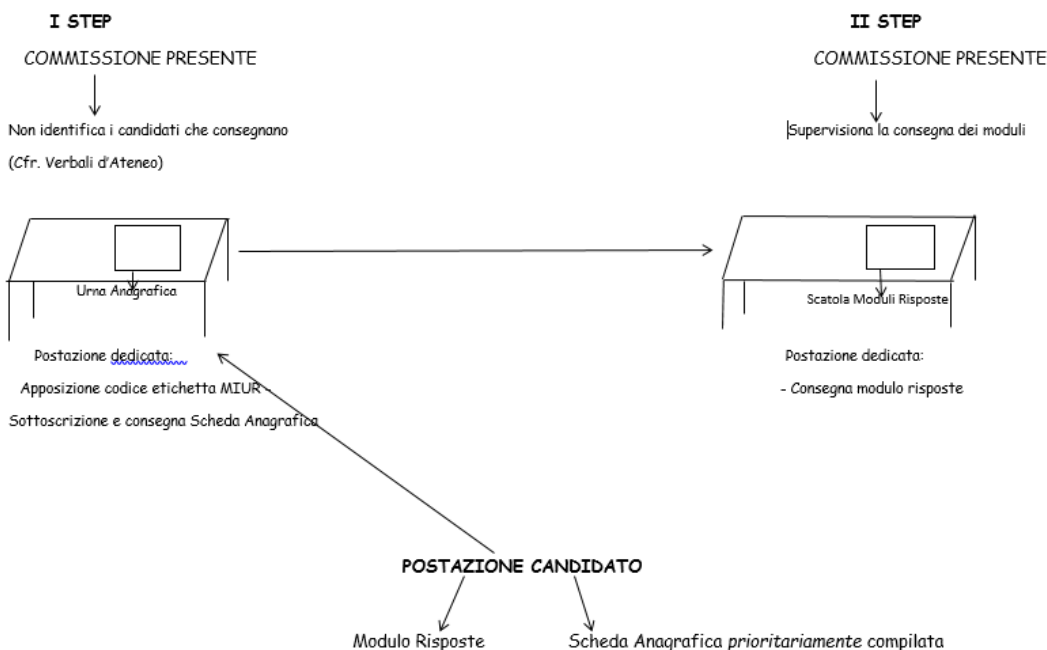 I STEP
COMMISSIONE PRESENTE
Non identifica i candidati che consegnano
(Cfr. Verbali d'Ateneo)
Urna Anagrafica
Postazione dedicata:
Apposizione codice etichetta MIUR -
Sottoscrizione e consegna Scheda Anagrafica
II STEP
COMMISSIONE PRESENTE
Supervisiona la consegna dei moduli
Scatola Moduli Risposte
Postazione dedicata:
- Consegna modulo risposte
POSTAZIONE CANDIDATO
Modulo Risposte
Scheda Anagrafica prioritariamente compilata